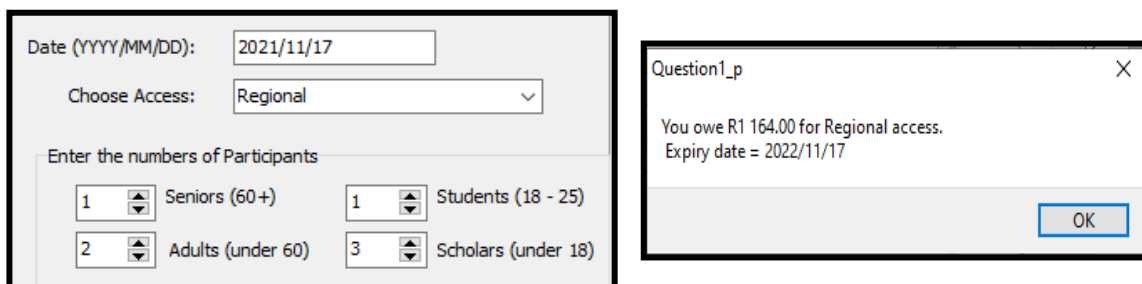 Date (YYYY/MM/DD): 2021/11/17
Choose Access: Regional
Enter the numbers of Participants
1 Seniors (60+) 1 Students (18 - 25)
2 Adults (under 60) 3 Scholars (under 18)
Question1_p
You owe R1 164.00 for Regional access.
Expiry date = 2022/11/17
OK